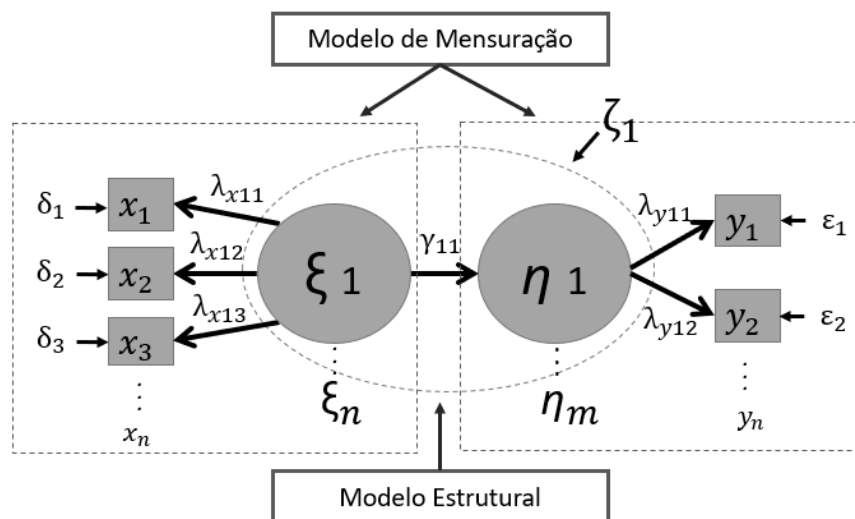 Modelo de Mensuração
ζ1
δ1
x1
λx11
λy11
y1
ε1
δ2
x2
λx12
ξ 1
γ11
η 1
δ3
x3
λx13
λy12
y2
ε2
⋮
xn
ξn
ηm
⋮
yn
Modelo Estrutural